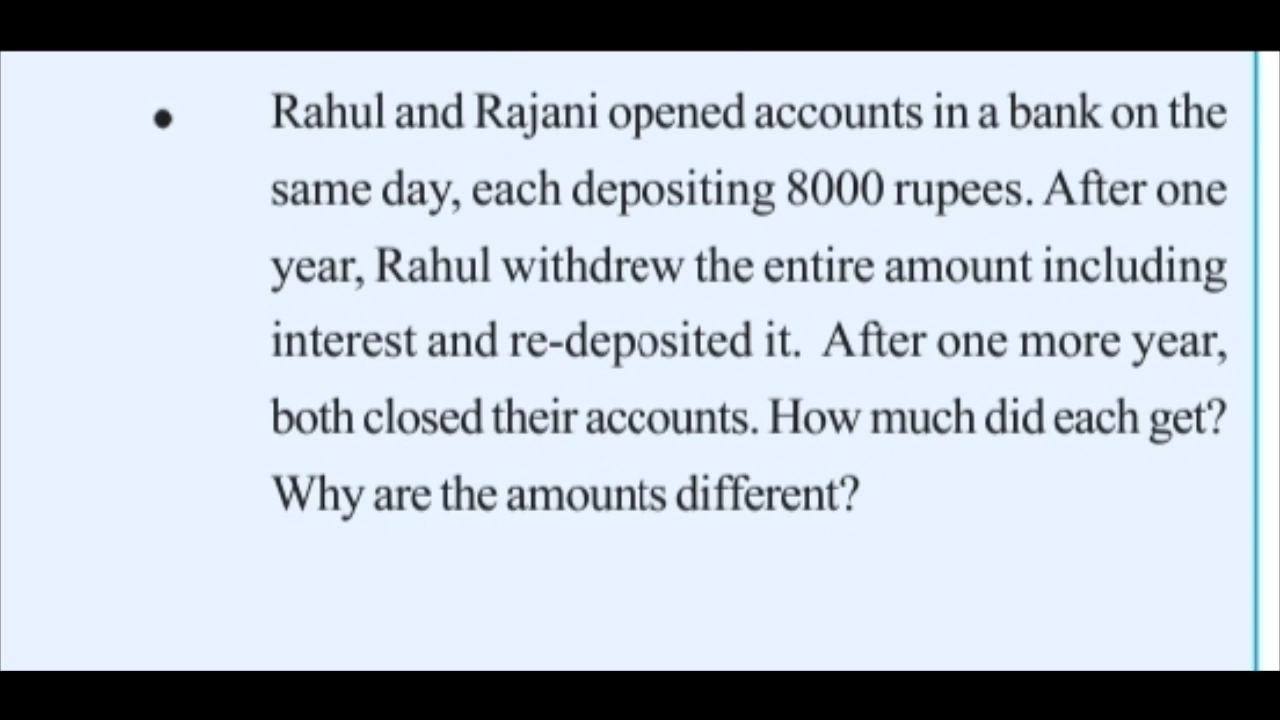 • Rahul and Rajani opened accounts in a bank on the
same day, each depositing 8000 rupees. After one
year, Rahul withdrew the entire amount including
interest and re-deposited it. After one more year,
both closed their accounts. How much did each get?
Why are the amounts different?